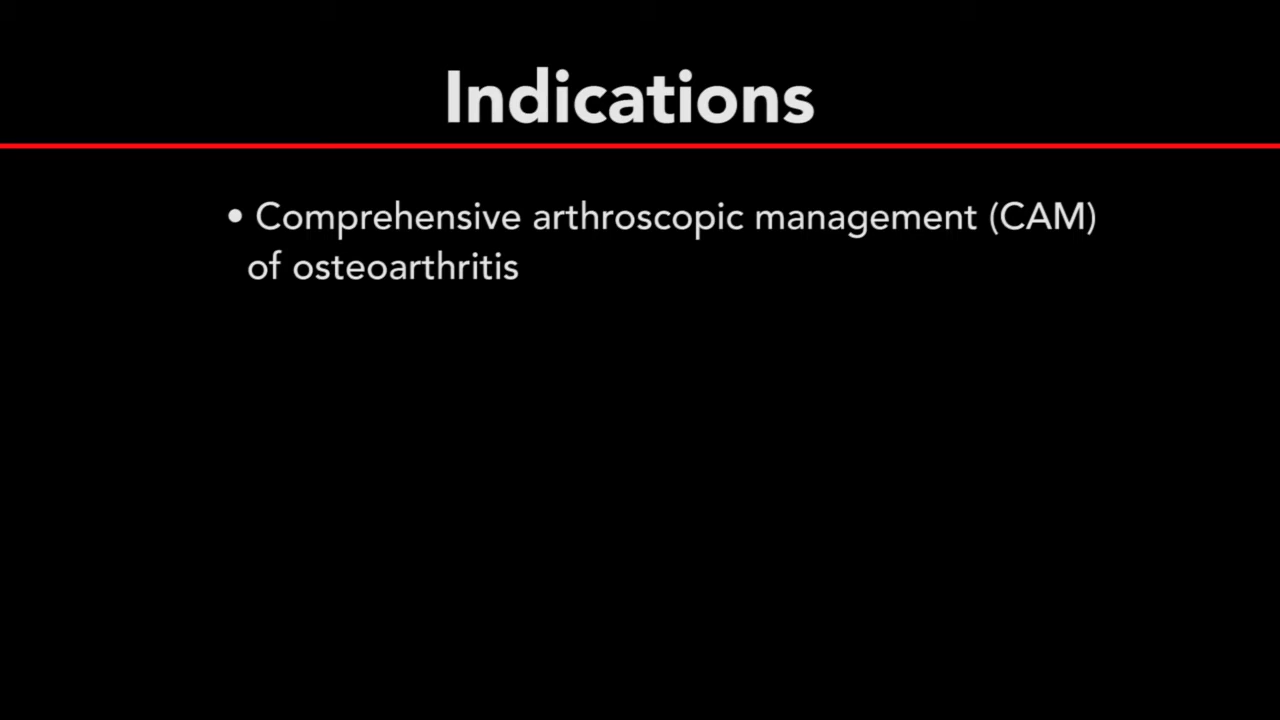 Indications
• Comprehensive arthroscopic management (CAM)
of osteoarthritis